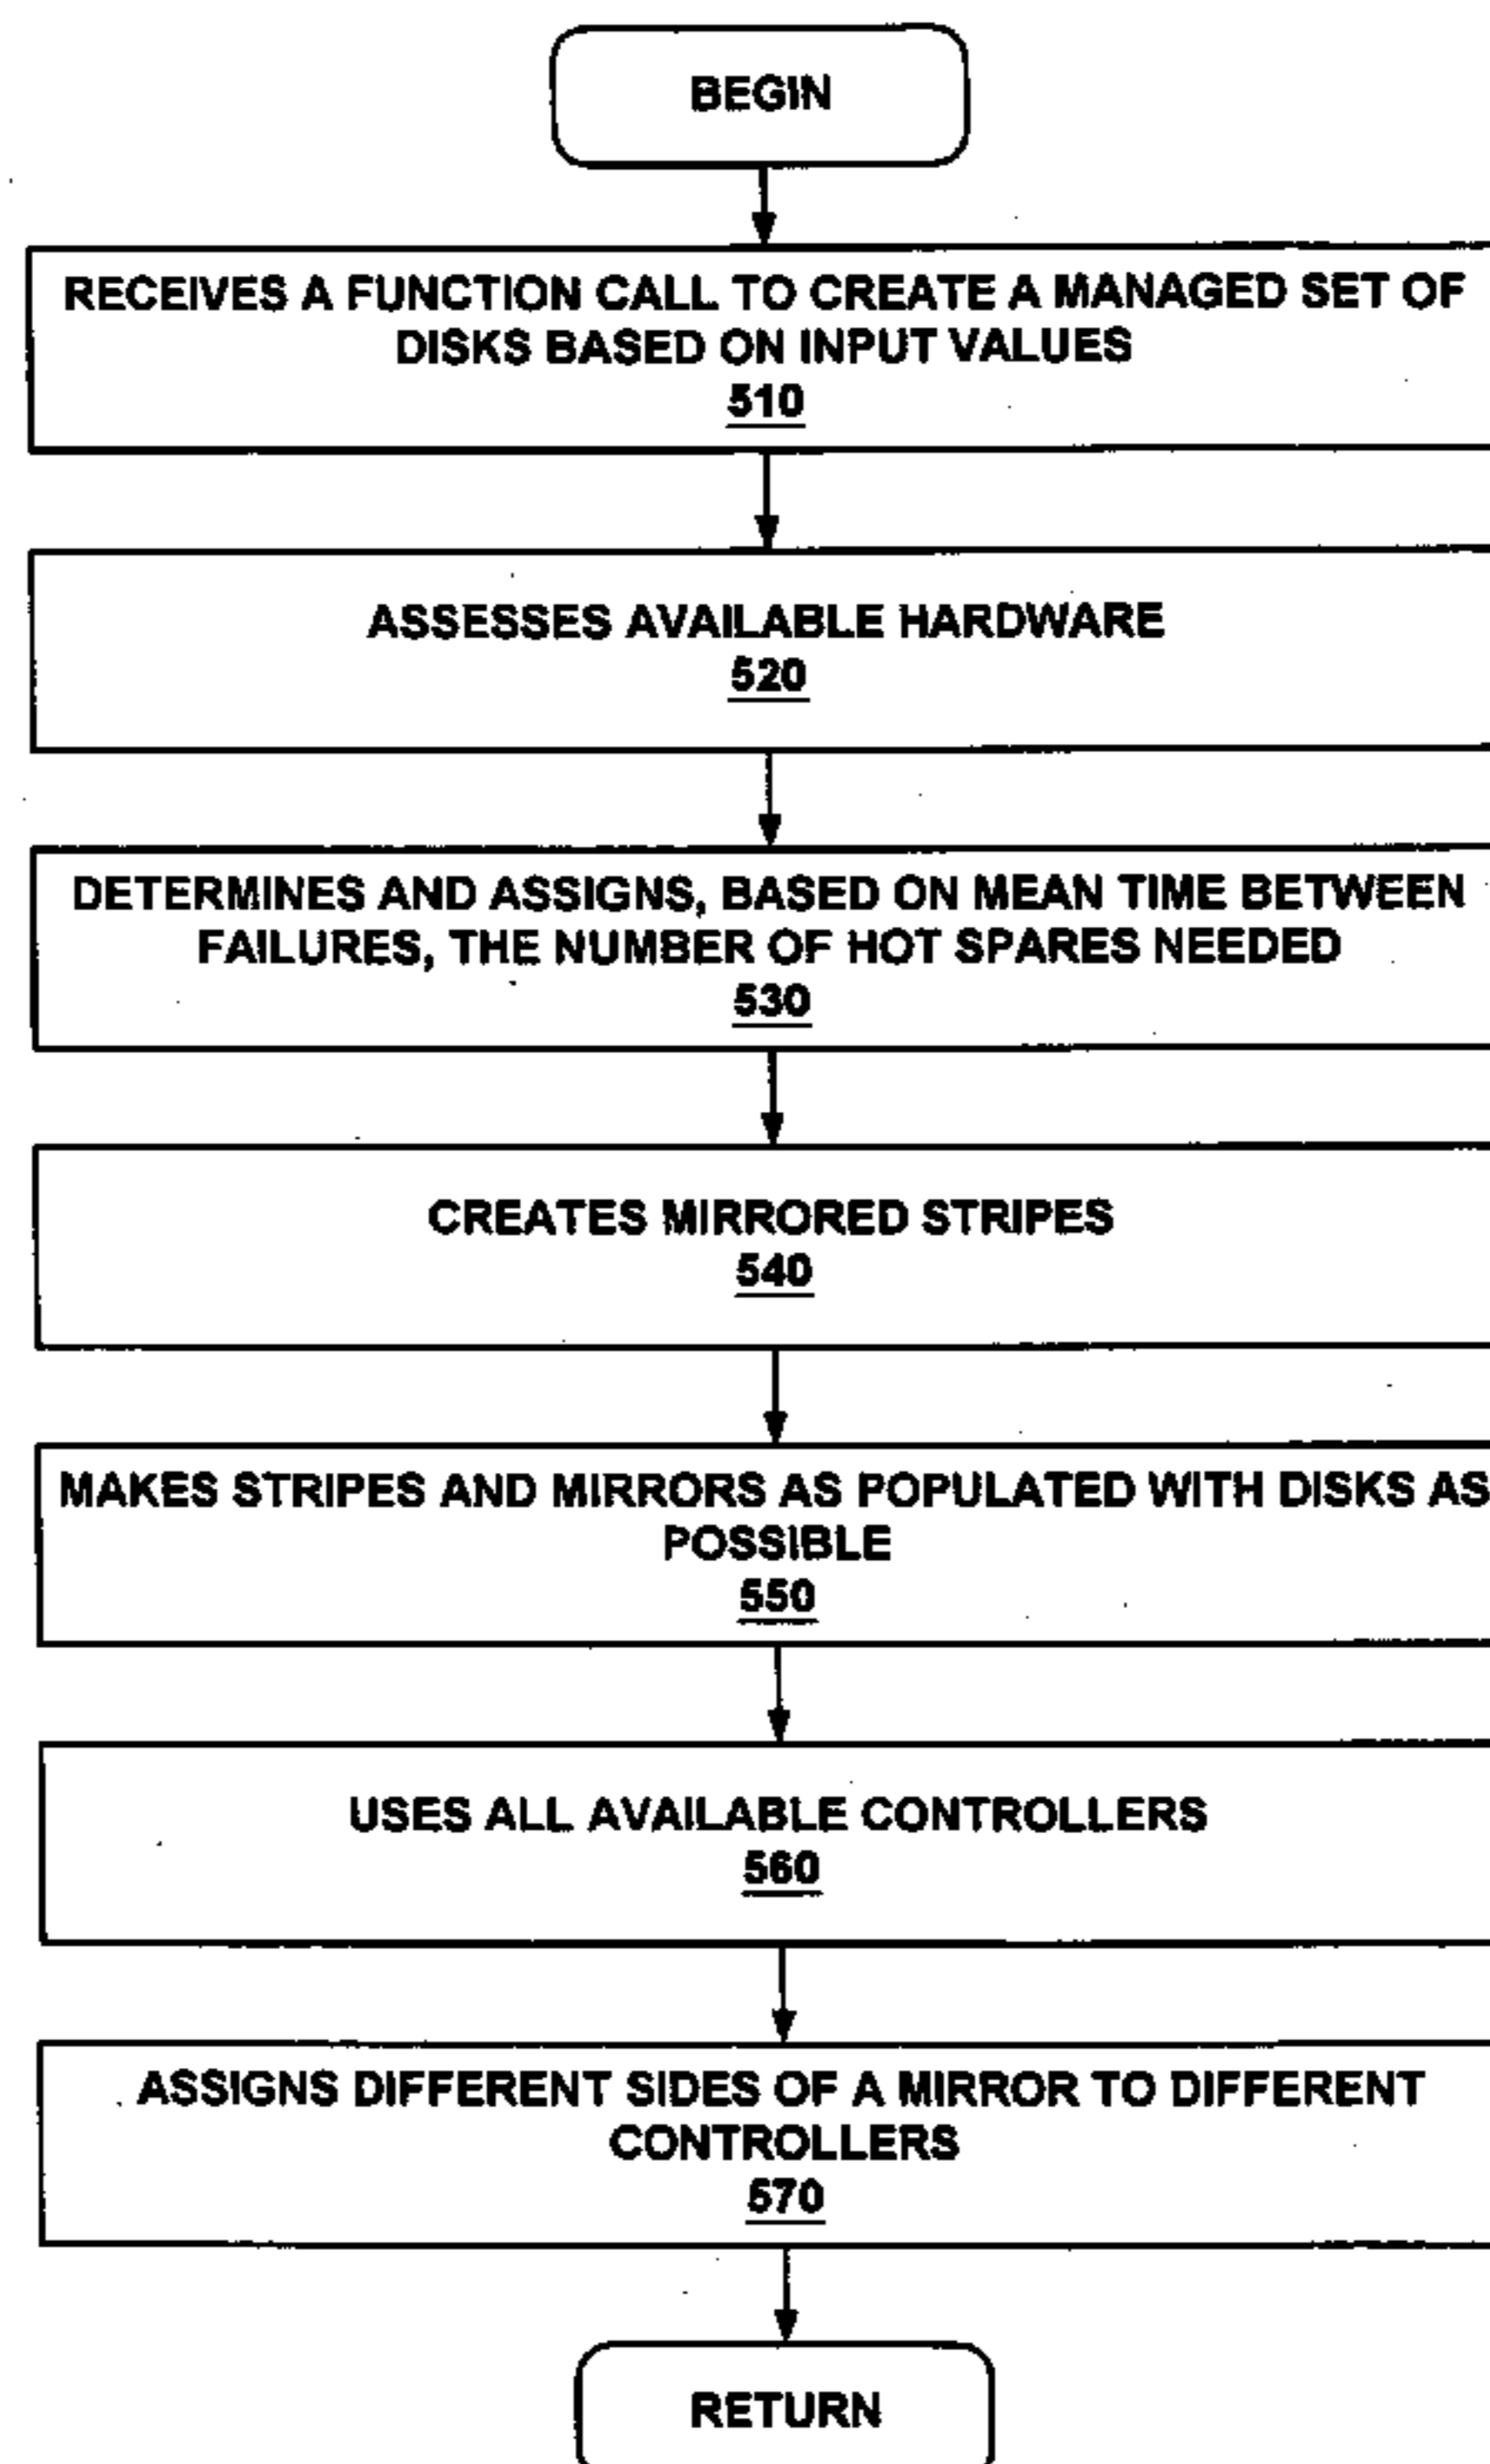 BEGIN
RECEIVES A FUNCTION CALL TO CREATE A MANAGED SET OF
DISKS BASED ON INPUT VALUES
510
ASSESSES AVAILABLE HARDWARE
520
DETERMINES AND ASSIGNS, BASED ON MEAN TIME BETWEEN
FAILURES, THE NUMBER OF HOT SPARES NEEDED
530
CREATES MIRRORED STRIPES
540
MAKES STRIPES AND MIRRORS AS POPULATED WITH DISKS AS
POSSIBLE
550
USES ALL AVAILABLE CONTROLLERS
560
ASSIGNS DIFFERENT SIDES OF A MIRROR TO DIFFERENT
CONTROLLERS
570
RETURN